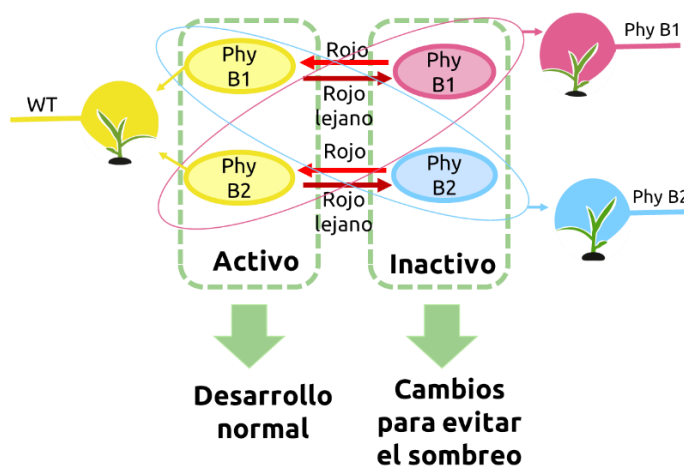 Phy B1
Phy
B1
Rojo
Phy
B1
WT
Rojo
lejano
Rojo
Phy
B2
Phy
B2
Phy B2
Rojo
lejano
Activo
Inactivo
Desarrollo
normal
Cambios
para evitar
el sombreo